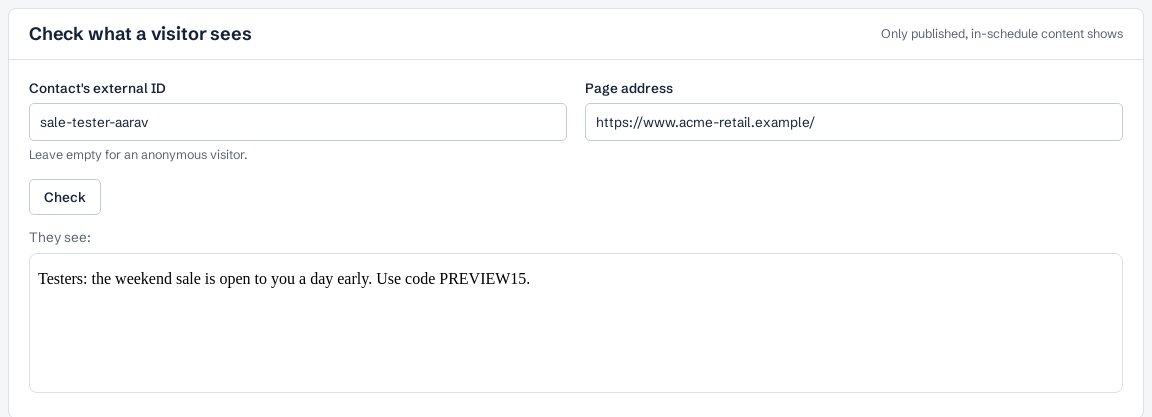 Check what a visitor sees
Only published, in-schedule content shows
Contact's external ID
Page address
sale-tester-aarav
https://www.acme-retail.example/
Leave empty for an anonymous visitor.
Check
They see:
Testers: the weekend sale is open to you a day early. Use code PREVIEW15.